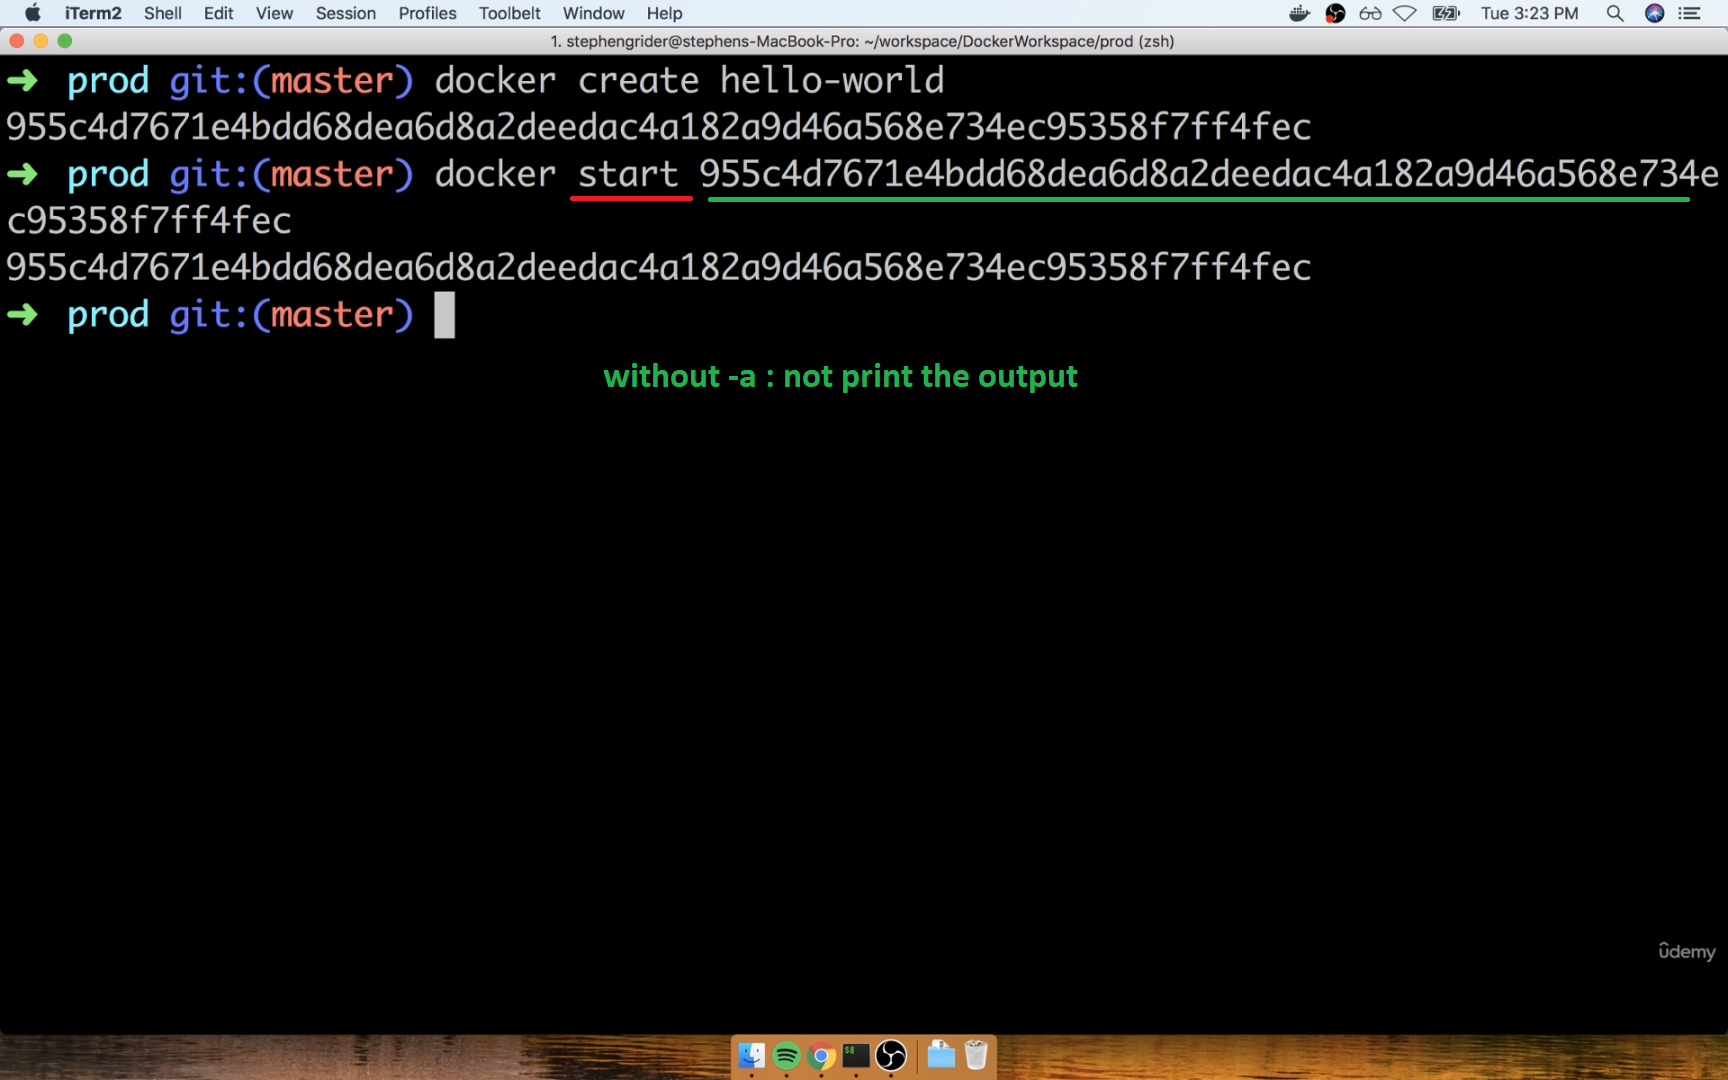 iTerm2 Shell Edit View Session Profiles Toolbelt Window Help Tue 3:23 PM
1. stephengrider@stephens-MacBook-Pro: ~/workspace/DockerWorkspace/prod (zsh)
➜ prod git:(master) docker create hello-world
955c4d7671e4bdd68dea6d8a2deedac4a182a9d46a568e734ec95358f7ff4fec
➜ prod git:(master) docker start 955c4d7671e4bdd68dea6d8a2deedac4a182a9d46a568e734e
c95358f7ff4fec
955c4d7671e4bdd68dea6d8a2deedac4a182a9d46a568e734ec95358f7ff4fec
➜ prod git:(master)
without -a : not print the output
ûdemy